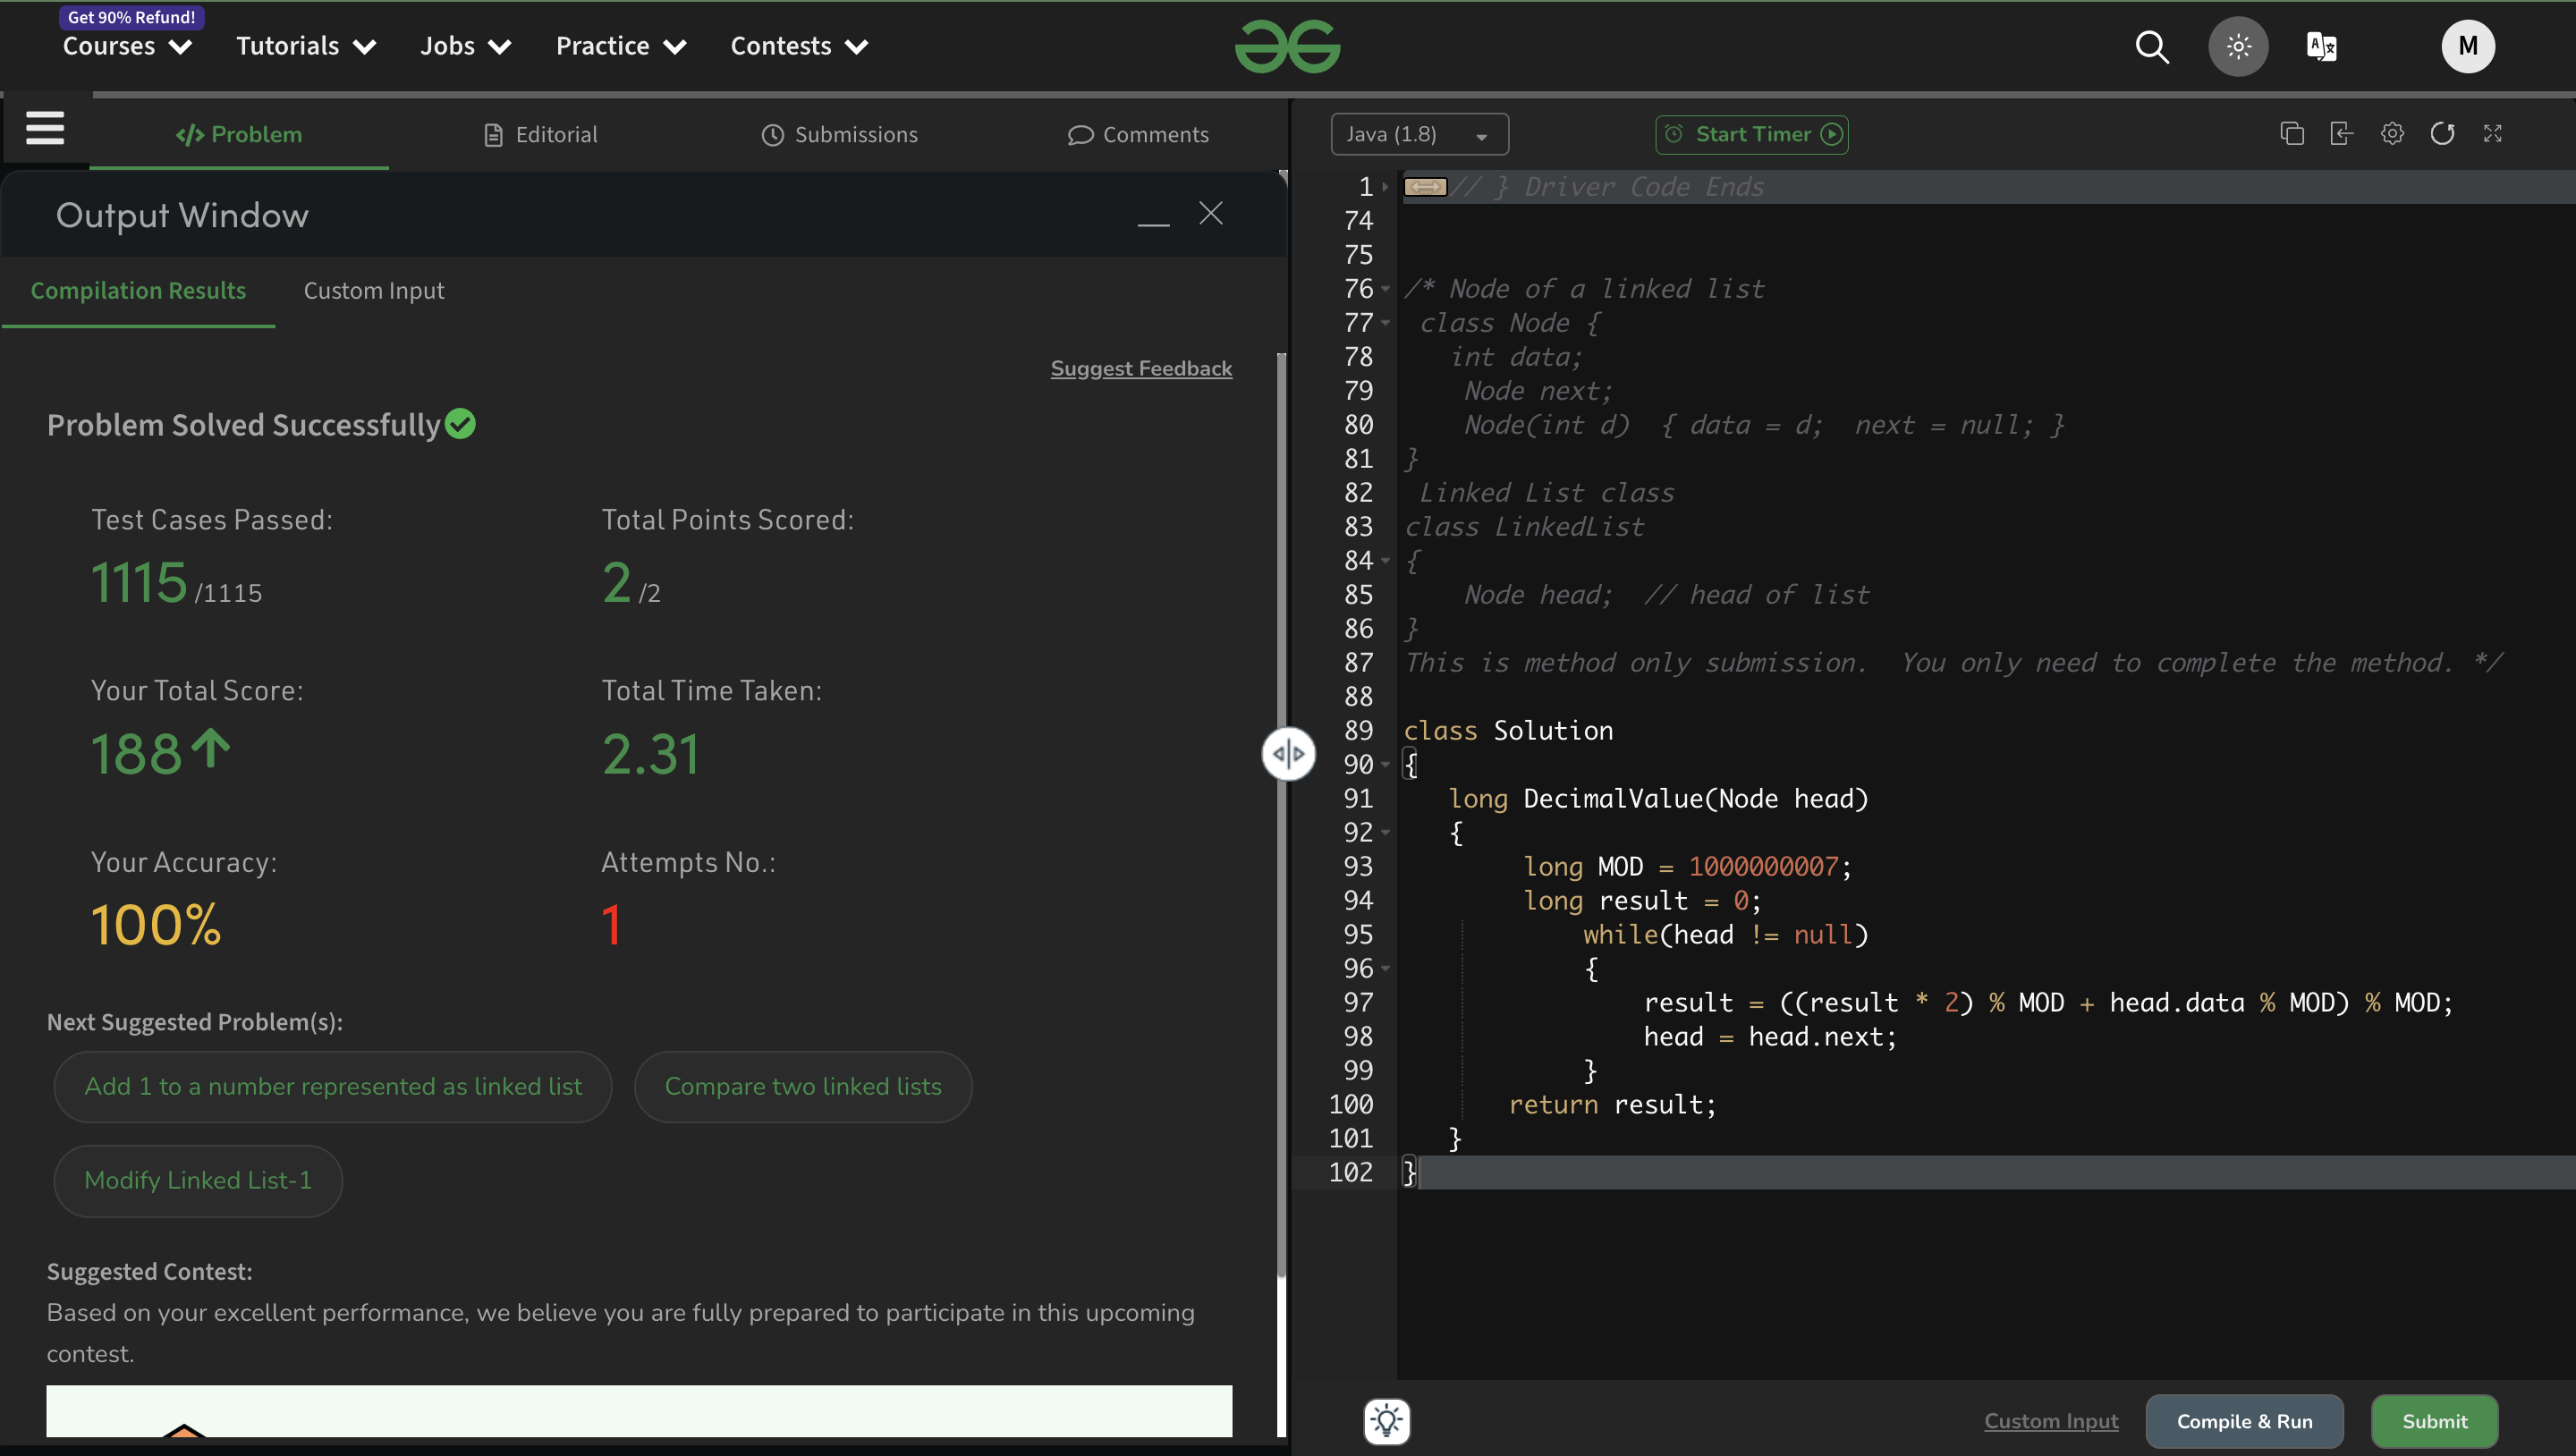 Get 90% Refund!
Courses Tutorials Jobs Practice Contests
M
Problem Editorial Submissions Comments
Output Window
Compilation Results Custom Input
Suggest Feedback
Problem Solved Successfully
Test Cases Passed: Total Points Scored:
1115 /1115 2 /2
Your Total Score: Total Time Taken:
188 2.31
Your Accuracy: Attempts No.:
100% 1
Next Suggested Problem(s):
Add 1 to a number represented as linked list Compare two linked lists
Modify Linked List-1
Suggested Contest:
Based on your excellent performance, we believe you are fully prepared to participate in this upcoming
contest.
Java (1.8) Start Timer
1 // } Driver Code Ends
74
75
76 /* Node of a linked list
77 class Node {
78 int data;
79 Node next;
80 Node(int d) { data = d; next = null; }
81 }
82 Linked List class
83 class LinkedList
84 {
85 Node head; // head of list
86 }
87 This is method only submission. You only need to complete the method. */
88
89 class Solution
90 {
91 long DecimalValue(Node head)
92 {
93 long MOD = 1000000007;
94 long result = 0;
95 while(head != null)
96 {
97 result = ((result * 2) % MOD + head.data % MOD) % MOD;
98 head = head.next;
99 }
100 return result;
101 }
102 }
Custom Input Compile & Run Submit